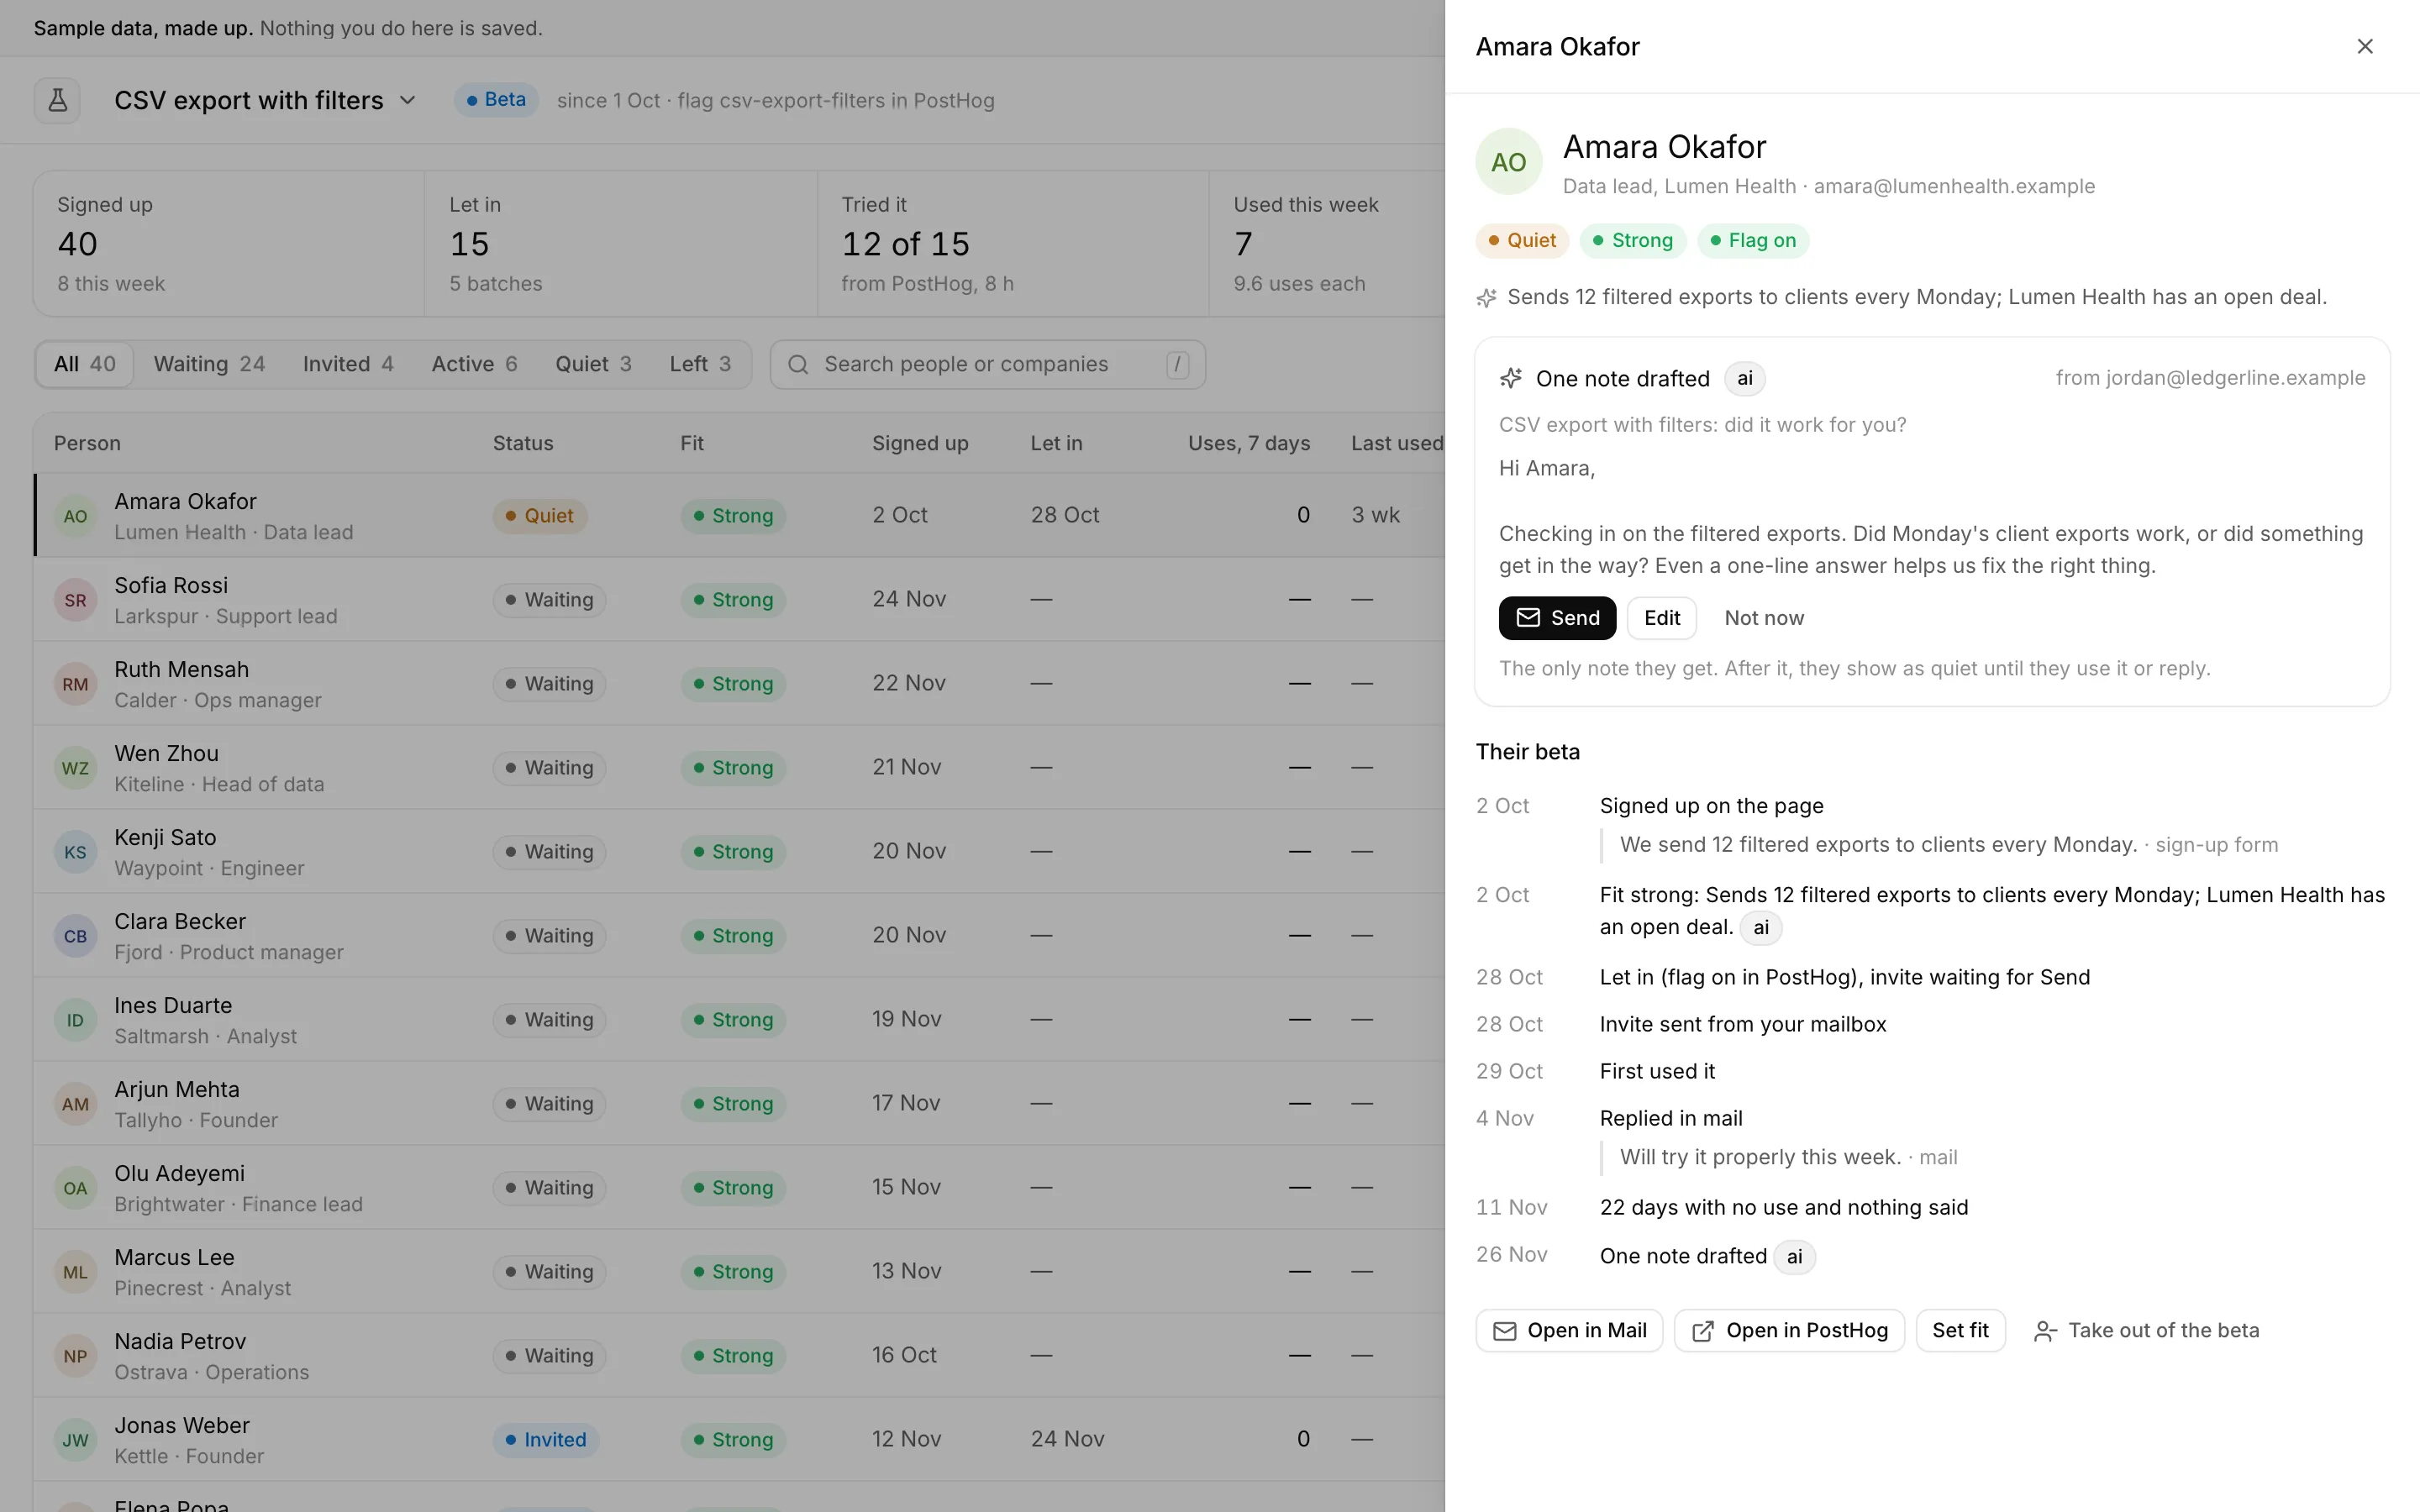 Sample data, made up. Nothing you do here is saved.
CSV export with filters
Beta
since 1 Oct · flag csv-export-filters in PostHog
Signed up
40
8 this week
Let in
15
5 batches
Tried it
12 of 15
from PostHog, 8 h
Used this week
7
9.6 uses each
All 40
Waiting 24
Invited 4
Active 6
Quiet 3
Left 3
Search people or companies /
Person Status Fit Signed up Let in Uses, 7 days Last used
AO Amara Okafor Quiet Strong 2 Oct 28 Oct 0 3 wk
Lumen Health · Data lead
SR Sofia Rossi Waiting Strong 24 Nov — — —
Larkspur · Support lead
RM Ruth Mensah Waiting Strong 22 Nov — — —
Calder · Ops manager
WZ Wen Zhou Waiting Strong 21 Nov — — —
Kiteline · Head of data
KS Kenji Sato Waiting Strong 20 Nov — — —
Waypoint · Engineer
CB Clara Becker Waiting Strong 20 Nov — — —
Fjord · Product manager
ID Ines Duarte Waiting Strong 19 Nov — — —
Saltmarsh · Analyst
AM Arjun Mehta Waiting Strong 17 Nov — — —
Tallyho · Founder
OA Olu Adeyemi Waiting Strong 15 Nov — — —
Brightwater · Finance lead
ML Marcus Lee Waiting Strong 13 Nov — — —
Pinecrest · Analyst
NP Nadia Petrov Waiting Strong 16 Oct — — —
Ostrava · Operations
JW Jonas Weber Invited Strong 12 Nov 24 Nov 0 —
Kettle · Founder
Elena Popa
Amara Okafor
AO
Amara Okafor
Data lead, Lumen Health · amara@lumenhealth.example
Quiet
Strong
Flag on
Sends 12 filtered exports to clients every Monday; Lumen Health has an open deal.
One note drafted ai
from jordan@ledgerline.example
CSV export with filters: did it work for you?
Hi Amara,
Checking in on the filtered exports. Did Monday's client exports work, or did something
get in the way? Even a one-line answer helps us fix the right thing.
Send
Edit
Not now
The only note they get. After it, they show as quiet until they use it or reply.
Their beta
2 Oct Signed up on the page
We send 12 filtered exports to clients every Monday. · sign-up form
2 Oct Fit strong: Sends 12 filtered exports to clients every Monday; Lumen Health has
an open deal. ai
28 Oct Let in (flag on in PostHog), invite waiting for Send
28 Oct Invite sent from your mailbox
29 Oct First used it
4 Nov Replied in mail
Will try it properly this week. · mail
11 Nov 22 days with no use and nothing said
26 Nov One note drafted ai
Open in Mail
Open in PostHog
Set fit
Take out of the beta